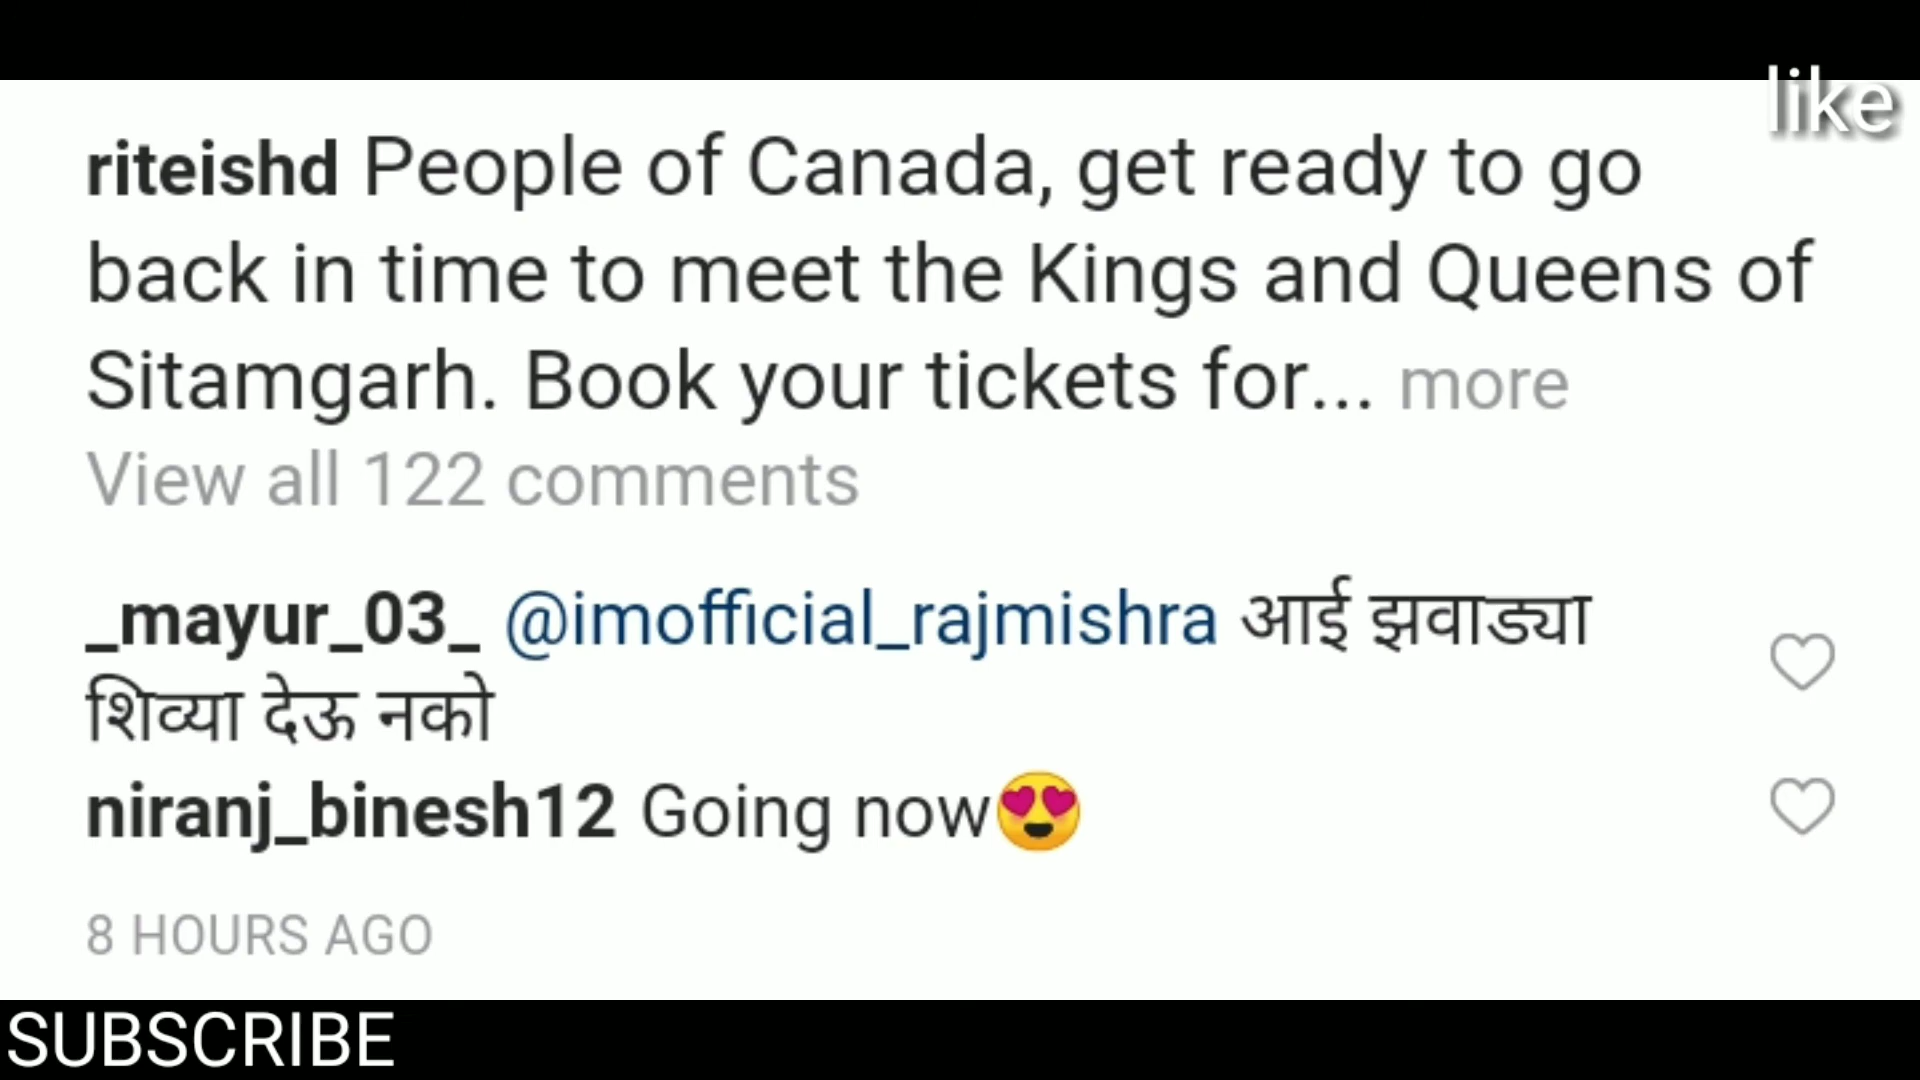 like
riteishd People of Canada, get ready to go
back in time to meet the Kings and Queens of
Sitamgarh. Book your tickets for... more
View all 122 comments
_mayur_03_ @imofficial_rajmishra आई झवाड्या
शिव्या देऊ नको
niranj_binesh12 Going now😍
8 HOURS AGO
SUBSCRIBE